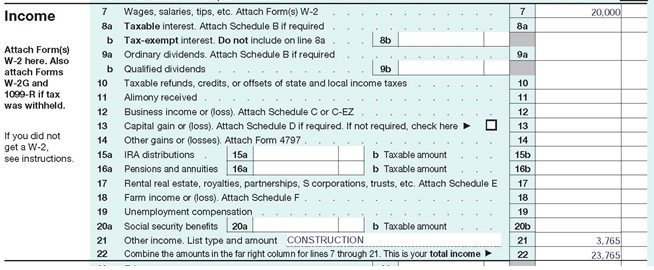 Income
Attach Form(s)
W-2 here. Also
attach Forms
W-2G and
1099-R if tax
was withheld.
If you did not
get a W-2,
see instructions.
7 Wages, salaries, tips, etc. Attach Form(s) W-2 . . . . . . . . . . 7 20,000
8a Taxable interest. Attach Schedule B if required . . . . . . . . . . 8a
b Tax-exempt interest. Do not include on line 8a . 8b
9a Ordinary dividends. Attach Schedule B if required . . . . . . . . . . 9a
b Qualified dividends . . . . . . . . . . 9b
10 Taxable refunds, credits, or offsets of state and local income taxes . . . . . . 10
11 Alimony received . . . . . . . . . . 11
12 Business income or (loss). Attach Schedule C or C-EZ . . . . . . . . . . 12
13 Capital gain or (loss). Attach Schedule D if required. If not required, check here ► □ 13
14 Other gains or (losses). Attach Form 4797 . . . . . . . . . . 14
15a IRA distributions . 15a b Taxable amount . . . 15b
16a Pensions and annuities 16a b Taxable amount . . . 16b
17 Rental real estate, royalties, partnerships, S corporations, trusts, etc. Attach Schedule E 17
18 Farm income or (loss). Attach Schedule F . . . . . . . . . . 18
19 Unemployment compensation . . . . . . . . . . 19
20a Social security benefits 20a b Taxable amount . . . 20b
21 Other income. List type and amount CONSTRUCTION 21 3,765
22 Combine the amounts in the far right column for lines 7 through 21. This is your total income ► 22 23,765